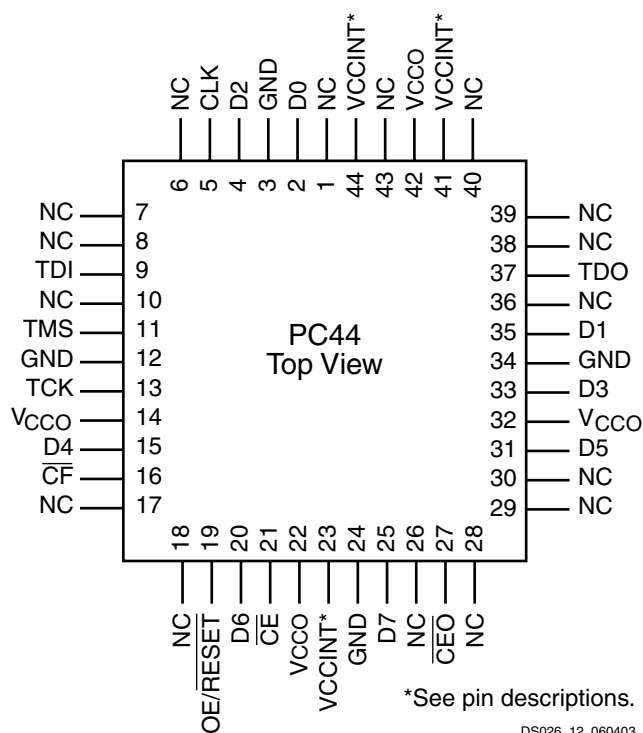 NC CLK D2 GND D0 NC VCCINT* NC VCCO VCCINT* NC
6 5 4 3 2 1 44 43 42 41 40
NC 7 39 NC
NC 8 38 NC
TDI 9 37 TDO
NC 10 36 NC
TMS 11 35 D1
GND 12 34 GND
TCK 13 33 D3
VCCO 14 32 VCCO
D4 15 31 D5
CF 16 30 NC
NC 17 29 NC
PC44
Top View
18 19 20 21 22 23 24 25 26 27 28
NC OE/RESET D6 CE VCCO VCCINT* GND D7 NC CEO NC
*See pin descriptions.
DS026_12_060403